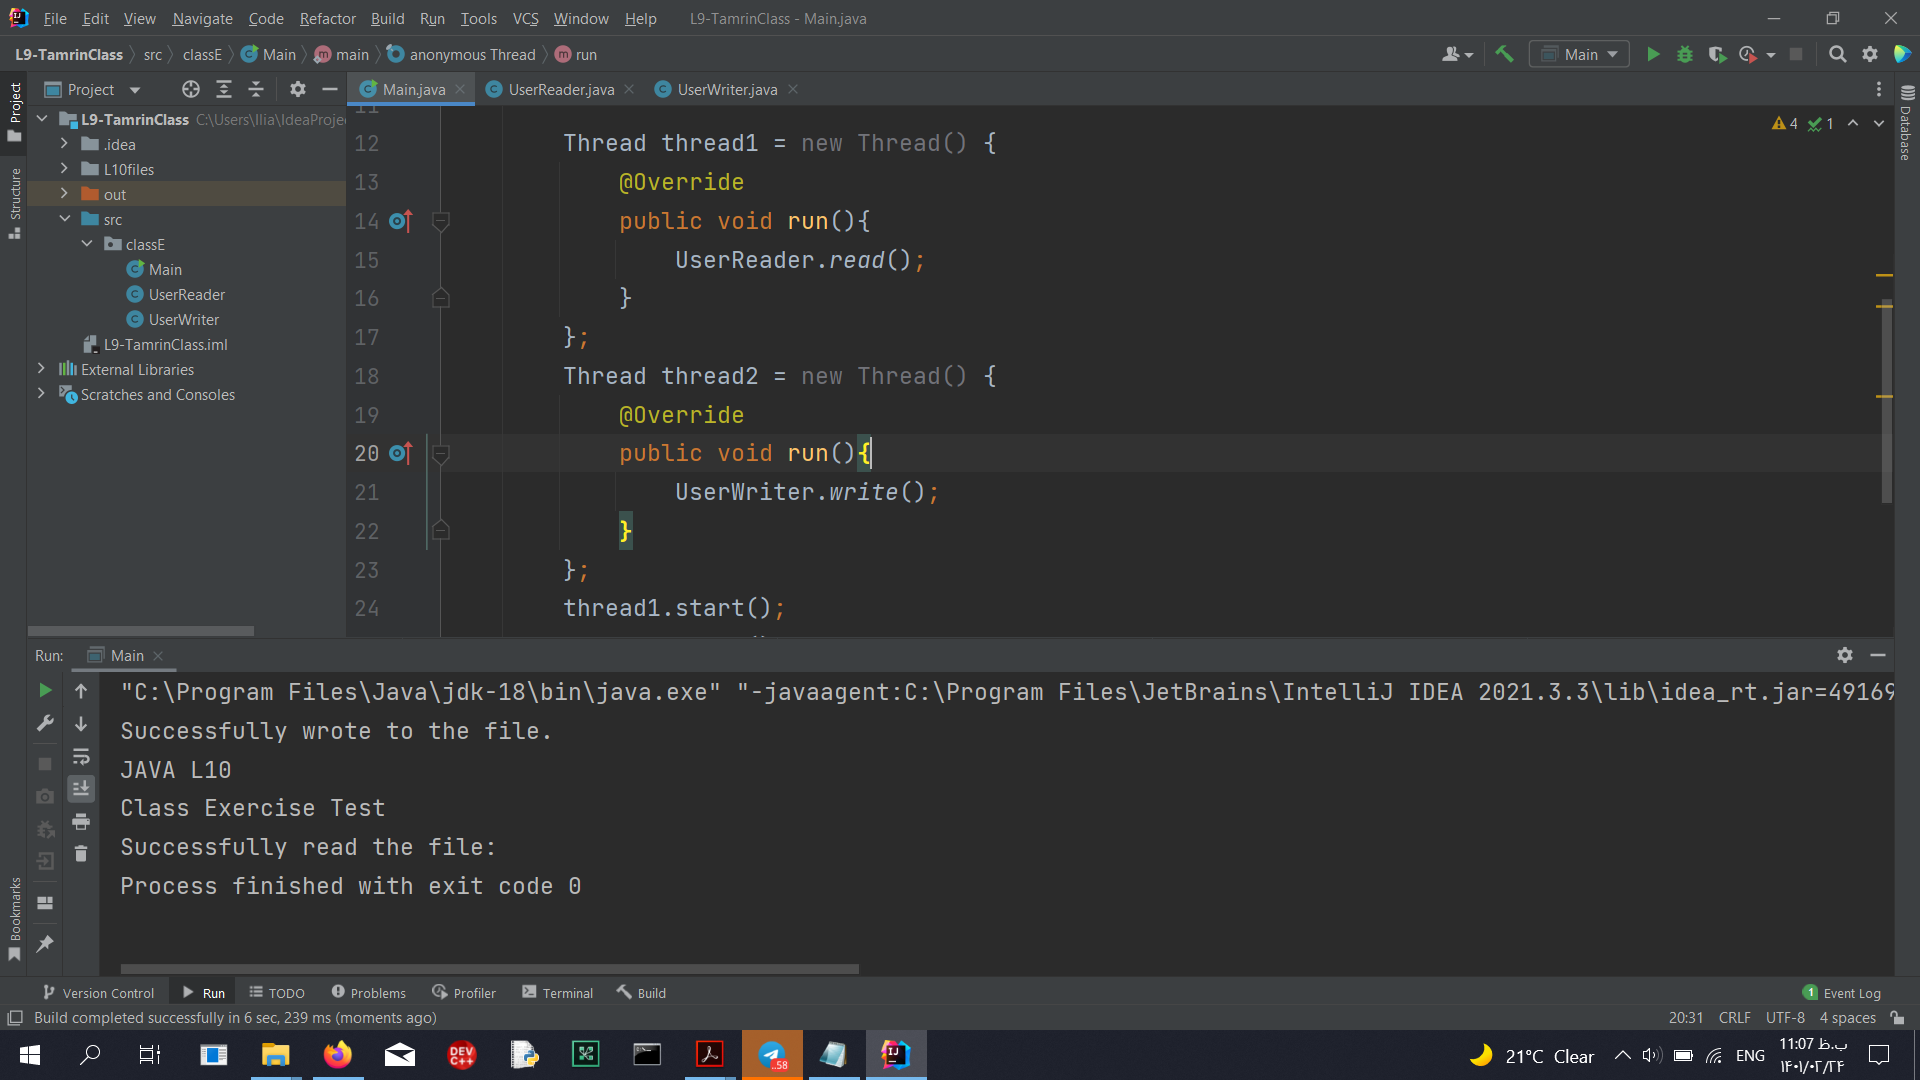 File Edit View Navigate Code Refactor Build Run Tools VCS Window Help L9-TamrinClass - Main.java
L9-TamrinClass src classE Main main anonymous Thread run
Main
Project
Main.java UserReader.java UserWriter.java
Project
Structure
Bookmarks
Database
L9-TamrinClass C:\Users\Ilia\IdeaProje
.idea
L10files
out
src
classE
Main
UserReader
UserWriter
L9-TamrinClass.iml
External Libraries
Scratches and Consoles
4 1
11
12 Thread thread1 = new Thread() {
13 @Override
14 public void run(){
15 UserReader.read();
16 }
17 };
18 Thread thread2 = new Thread() {
19 @Override
20 public void run(){
21 UserWriter.write();
22 }
23 };
24 thread1.start();
Run: Main
"C:\Program Files\Java\jdk-18\bin\java.exe" "-javaagent:C:\Program Files\JetBrains\IntelliJ IDEA 2021.3.3\lib\idea_rt.jar=49169
Successfully wrote to the file.
JAVA L10
Class Exercise Test
Successfully read the file:
Process finished with exit code 0
Version Control Run TODO Problems Profiler Terminal Build 1 Event Log
Build completed successfully in 6 sec, 239 ms (moments ago) 20:31 CRLF UTF-8 4 spaces
DEV C++
..58
IJ
21°C Clear
ENG
11:07 ب.ظ
۱۴۰۱/۰۲/۲۴